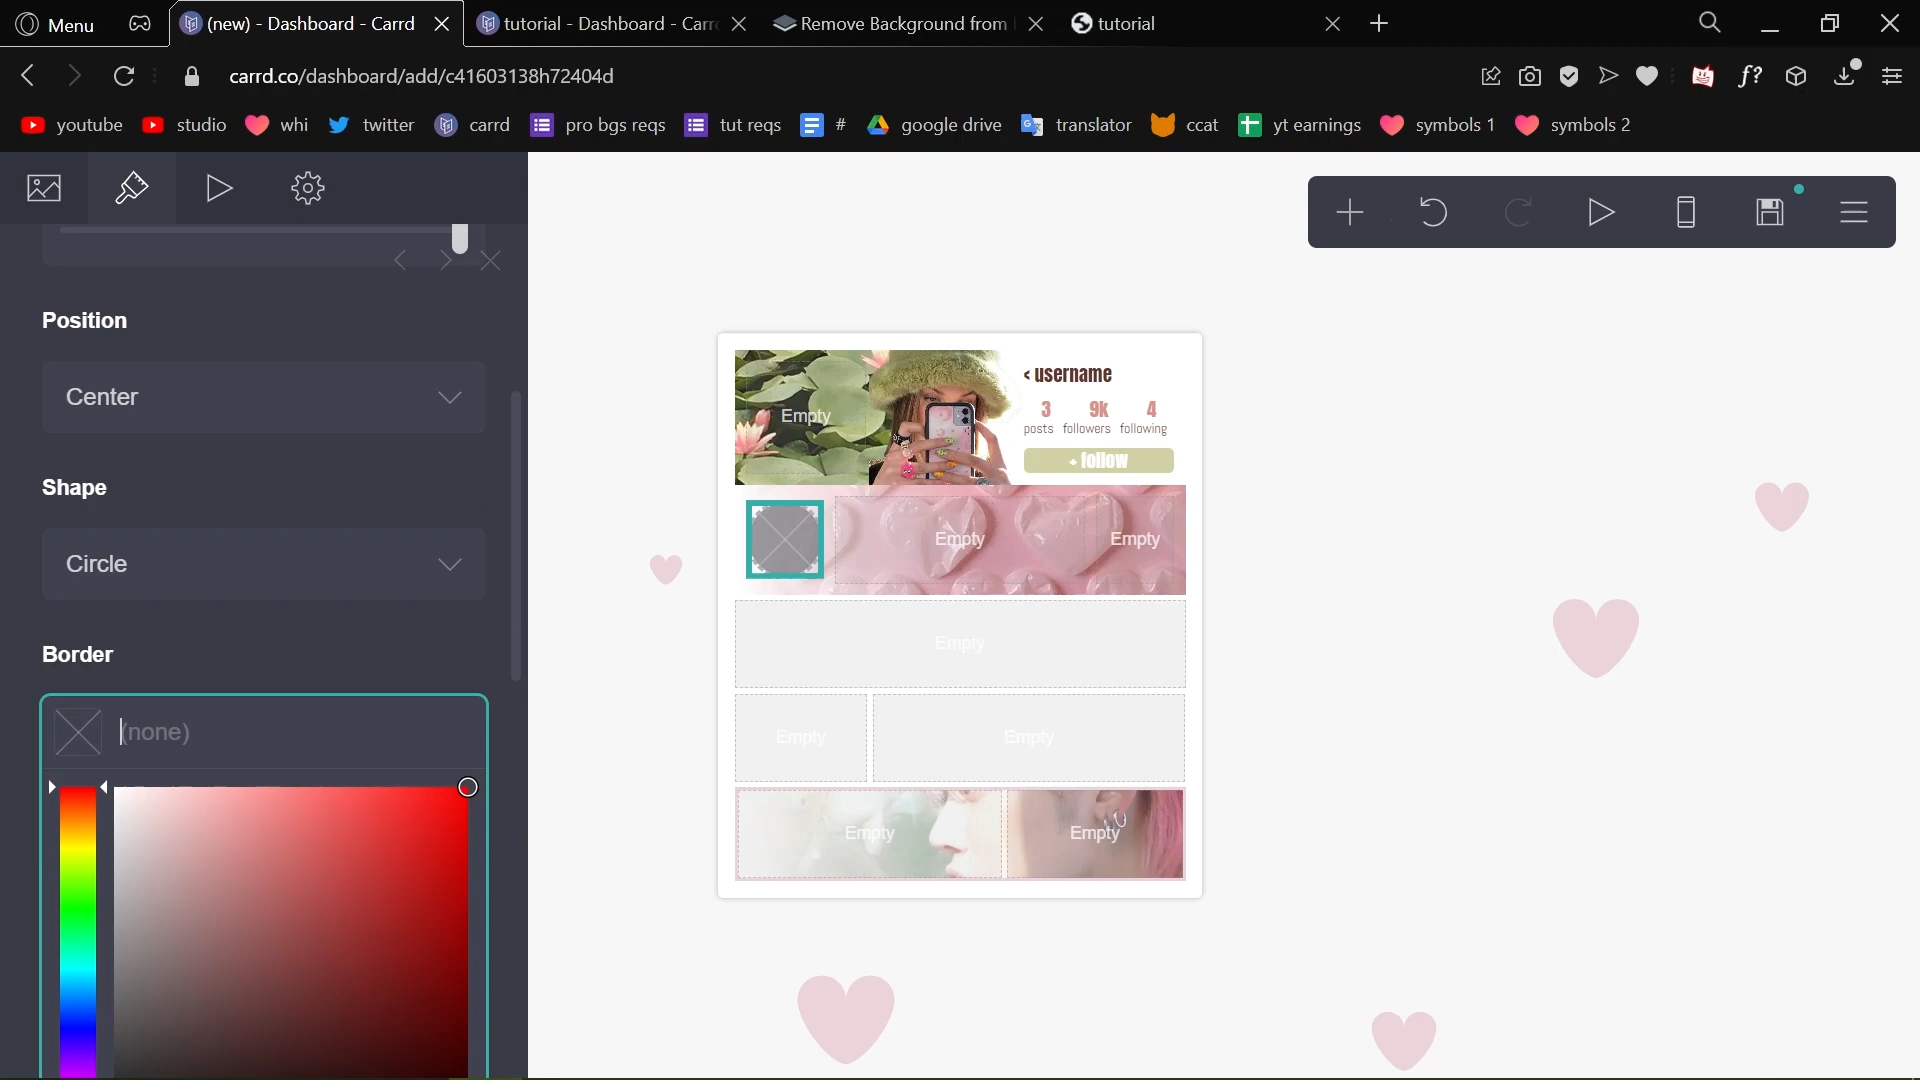 Menu
(new) - Dashboard - Carrd
tutorial - Dashboard - Carr
Remove Background from
tutorial
carrd.co/dashboard/add/c41603138h72404d
f?
youtube
studio
whi
twitter
carrd
pro bgs reqs
tut reqs
#
google drive
translator
ccat
yt earnings
symbols 1
symbols 2
Position
Center
Shape
Circle
Border
(none)
Empty
< username
3 9k 4
posts followers following
+ follow
Empty Empty
Empty
Empty Empty
Empty Empty